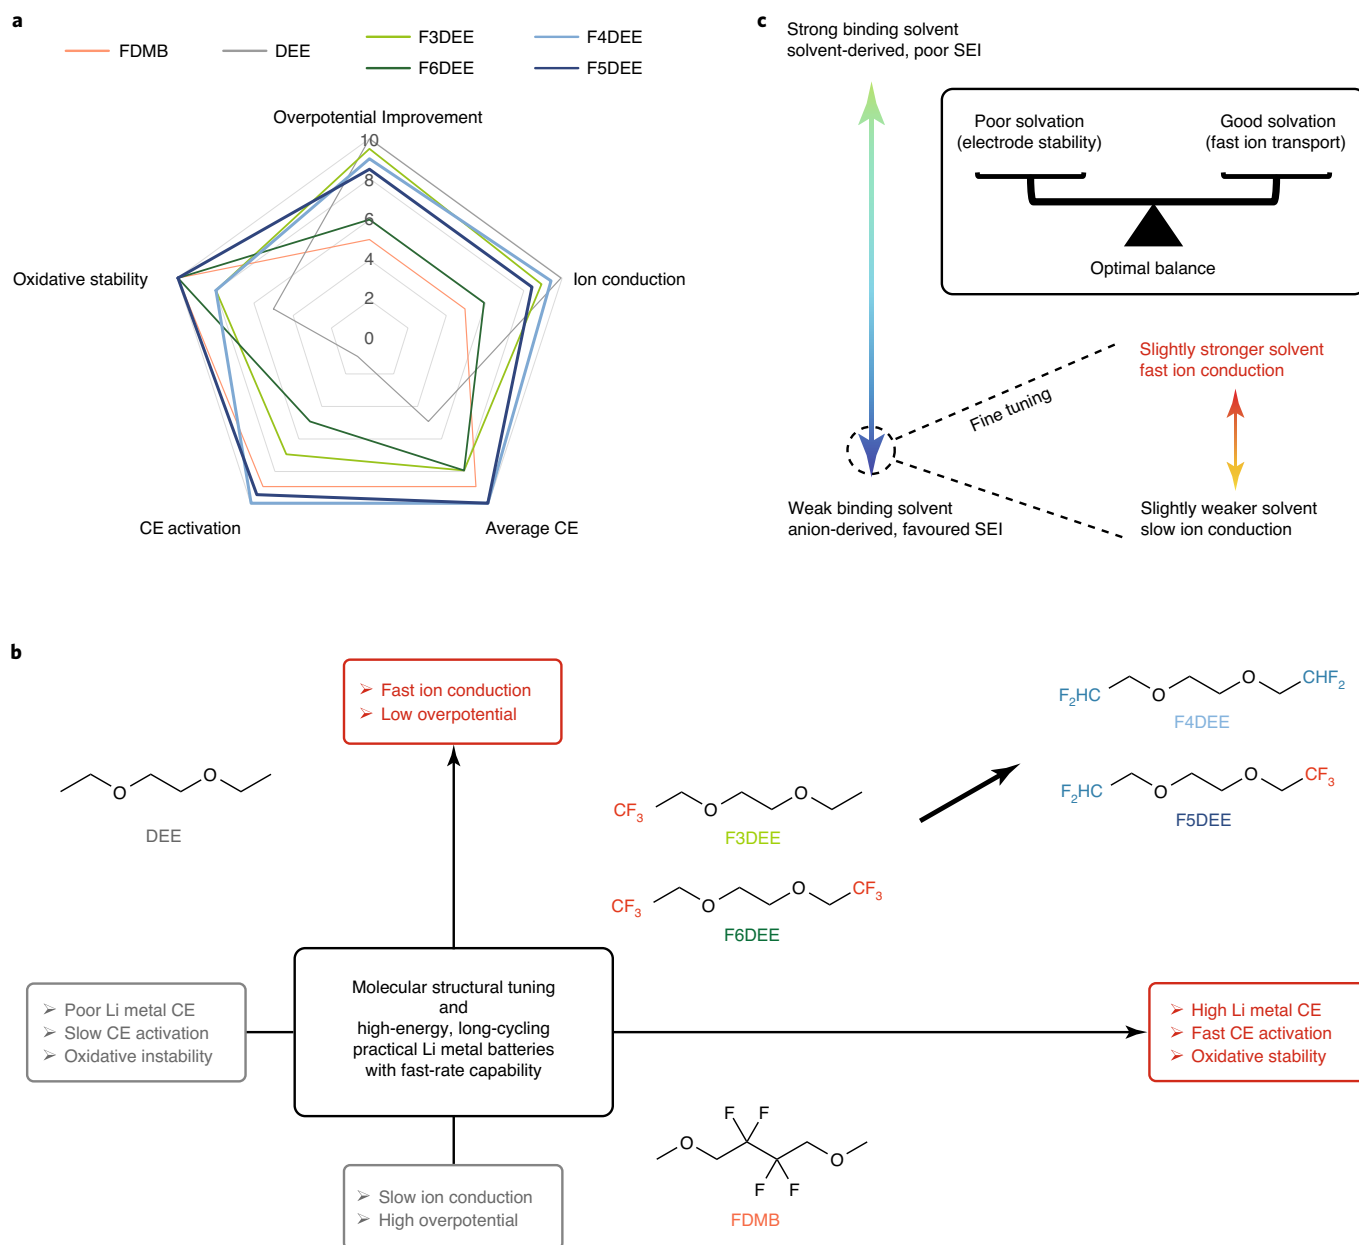 a
FDMB
DEE
F3DEE
F4DEE
F6DEE
F5DEE
Overpotential Improvement
10
8
6
4
2
0
Oxidative stability
Ion conduction
CE activation
Average CE
c
Strong binding solvent
solvent-derived, poor SEI
Poor solvation
(electrode stability)
Good solvation
(fast ion transport)
Optimal balance
Fine tuning
Slightly stronger solvent
fast ion conduction
Weak binding solvent
anion-derived, favoured SEI
Slightly weaker solvent
slow ion conduction
b
➢ Fast ion conduction
➢ Low overpotential
O
O
DEE
CF3
O
O
F3DEE
CF3
O
O
CF3
F6DEE
F2HC
O
O
CHF2
F4DEE
F2HC
O
O
CF3
F5DEE
➢ Poor Li metal CE
➢ Slow CE activation
➢ Oxidative instability
Molecular structural tuning
and
high-energy, long-cycling
practical Li metal batteries
with fast-rate capability
➢ High Li metal CE
➢ Fast CE activation
➢ Oxidative stability
➢ Slow ion conduction
➢ High overpotential
F
F
O
O
F
F
FDMB